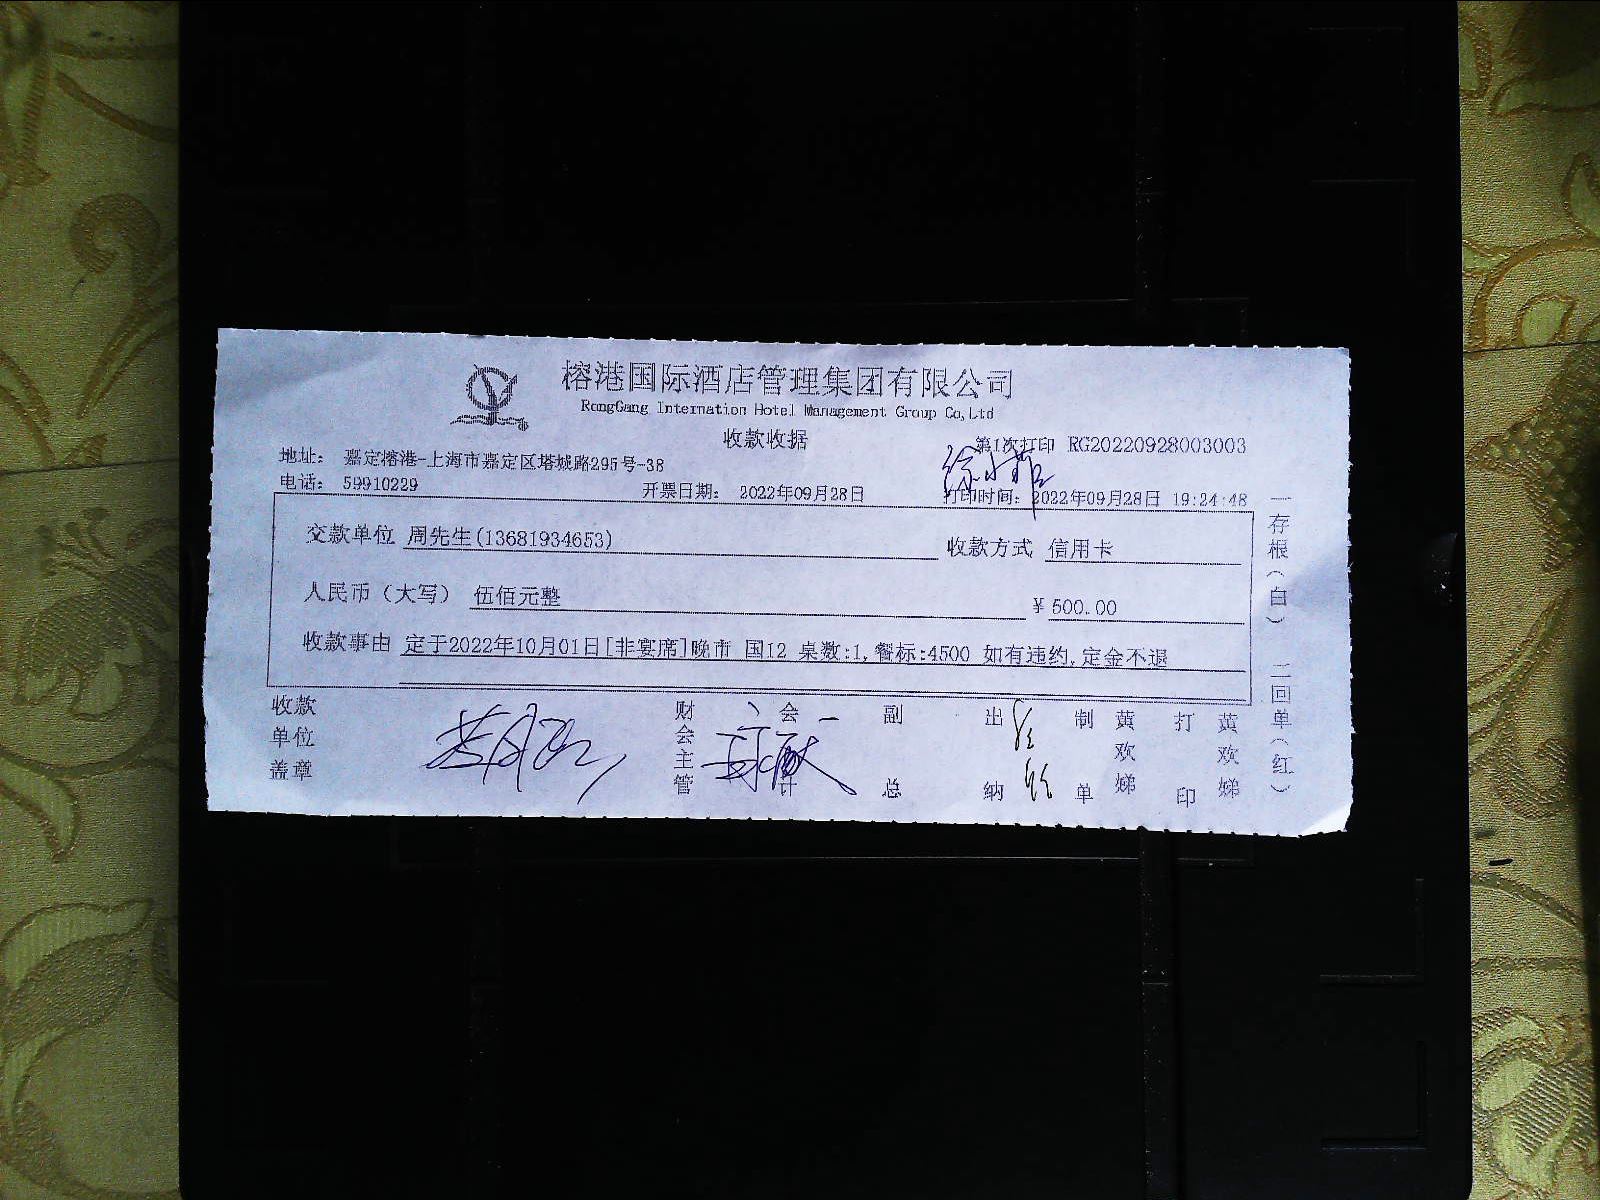 榕港国际酒店管理集团有限公司
RongGang Internation Hotel Management Group Co,Ltd
收款收据
第1次打印 RG20220928003003
地址： 嘉定榕港-上海市嘉定区塔城路295号-38
电话： 59910229
开票日期： 2022年09月28日
打印时间：2022年09月28日 19:24:48
交款单位 周先生(13681934653)
收款方式 信用卡
人民币（大写） 伍佰元整
¥ 500.00
收款事由 定于2022年10月01日[非宴席]晚市 国12 桌数:1,餐标:4500 如有违约,定金不退
收款单位盖章
财会主管
会计
副总
出纳
制单
黄欢娣
打印
黄欢娣
一存根（白） 二回单（红）